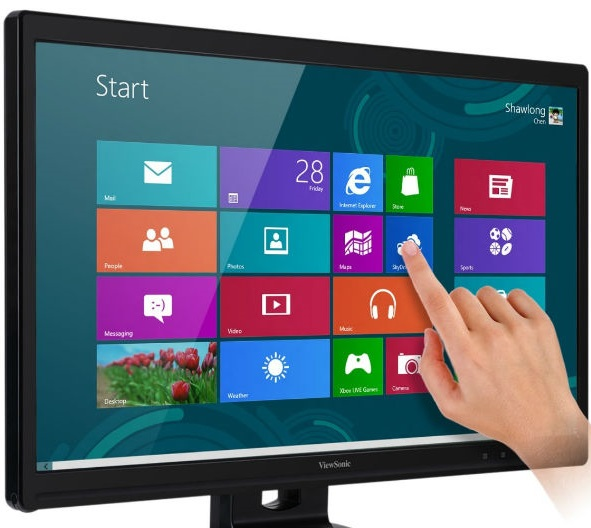 Start
Shawlong
Chen
Mail
28
Friday
Internet Explorer
Store
News
People
Photos
Maps
SkyDr
Sports
Messaging
:-)
Video
Music
Desktop
Weather
Xbox LIVE Games
Camera
ViewSonic